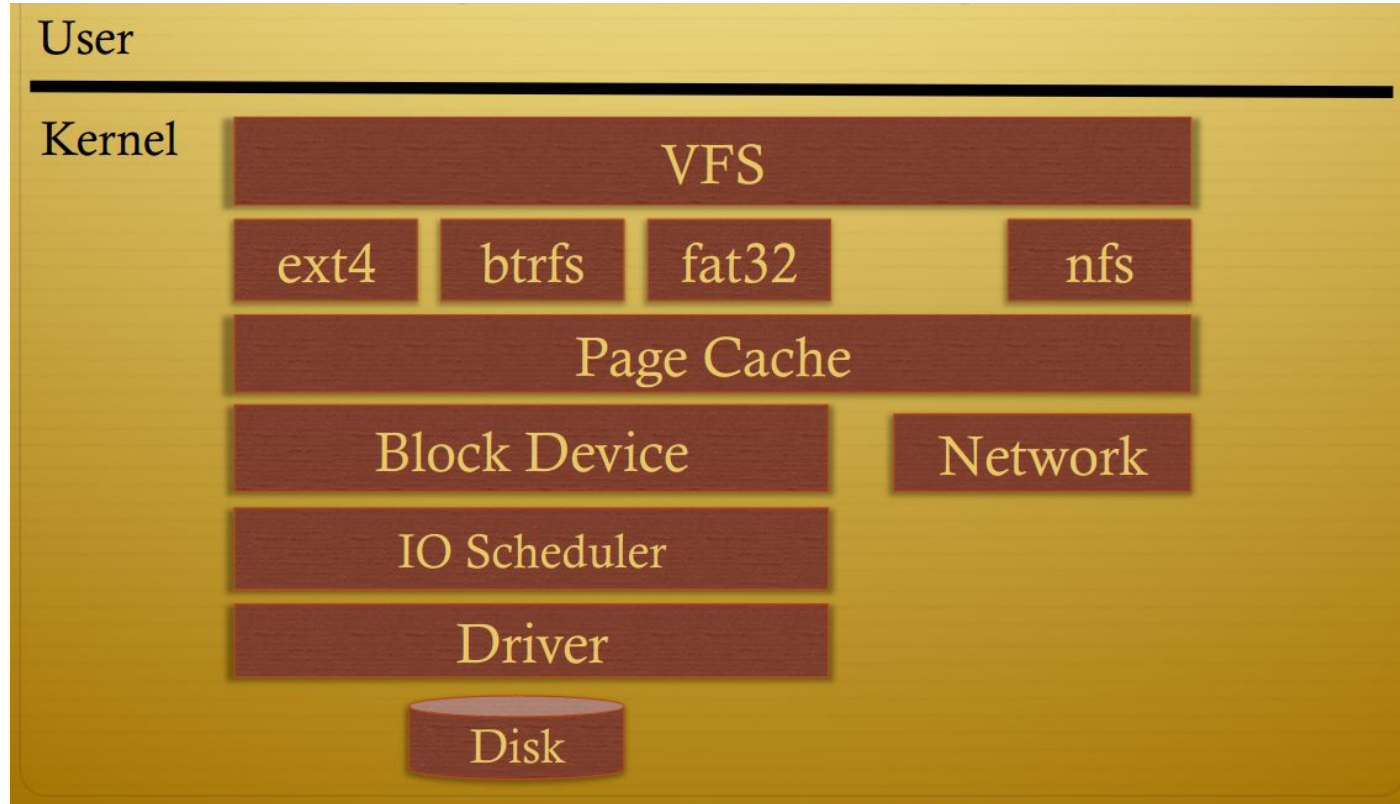 User
Kernel
VFS
ext4 btrfs fat32 nfs
Page Cache
Block Device Network
IO Scheduler
Driver
Disk